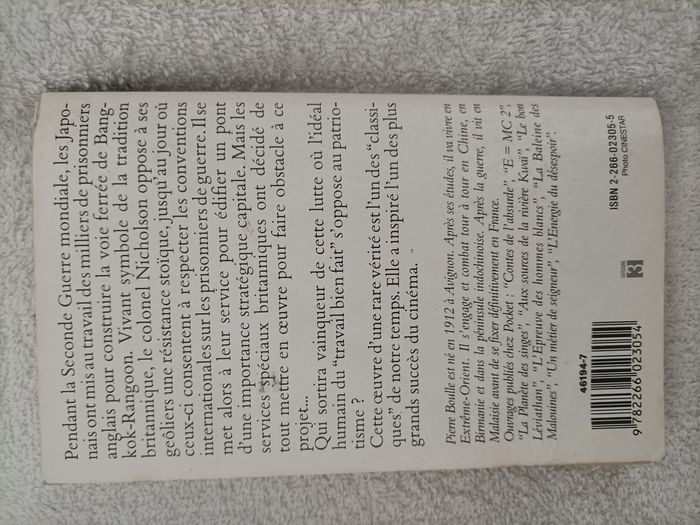 Pendant la Seconde Guerre mondiale, les Japo-
nais ont mis au travail des milliers de prisonniers
anglais pour construire la voie ferrée de Bang-
kok-Rangoon. Vivant symbole de la tradition
britannique, le colonel Nicholson oppose à ses
geôliers une résistance stoïque, jusqu'au jour où
ceux-ci consentent à respecter les conventions
internationales sur les prisonniers de guerre. Il se
met alors à leur service pour édifier un pont
d'une importance stratégique capitale. Mais les
services spéciaux britanniques ont décidé de
tout mettre en œuvre pour faire obstacle à ce
projet...
Qui sortira vainqueur de cette lutte où l'idéal
humain du "travail bien fait" s'oppose au patrio-
tisme ?
Cette œuvre d'une rare vérité est l'un des "classi-
ques" de notre temps. Elle a inspiré l'un des plus
grands succès du cinéma.
Pierre Boulle est né en 1912 à Avignon. Après ses études, il va vivre en
Extrême-Orient. Il s'engage et combat tour à tour en Chine, en
Birmanie et dans la péninsule indochinoise. Après la guerre, il vit en
Malaisie avant de se fixer définitivement en France.
Ouvrages publiés chez Pocket : "Contes de l'absurde", "E = MC 2",
"La Planète des singes", "Aux sources de la rivière Kwaï", "Le bon
Léviathan", "L'Epreuve des hommes blancs", "La Baleine des
Malouines", "Un métier de seigneur", "L'Energie du désespoir".
46194-7
9782266023054
CATEGORIE
3
ISBN 2-266-02305-5
Photo CINESTAR